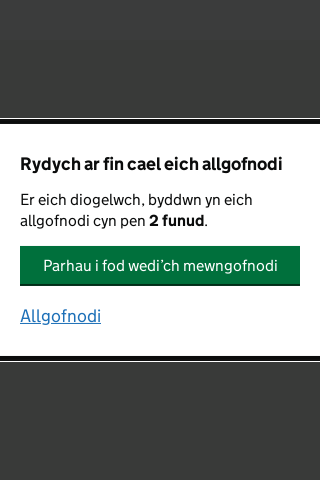 Rydych ar fin cael eich allgofnodi
Er eich diogelwch, byddwn yn eich
allgofnodi cyn pen 2 funud.
Parhau i fod wedi’ch mewngofnodi
Allgofnodi